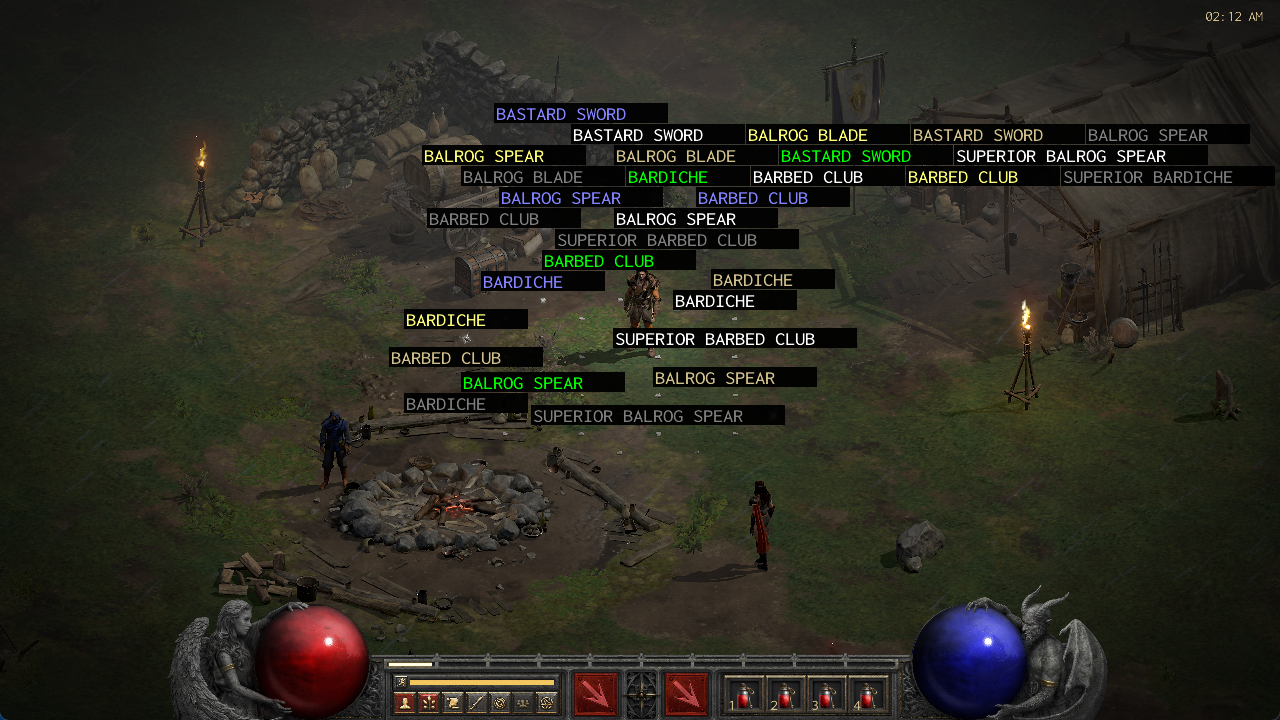 02:12 AM
BASTARD SWORD
BASTARD SWORD BALROG BLADE BASTARD SWORD BALROG SPEAR
BALROG SPEAR BALROG BLADE BASTARD SWORD SUPERIOR BALROG SPEAR
BALROG BLADE BARDICHE BARBED CLUB BARBED CLUB SUPERIOR BARDICHE
BALROG SPEAR BARBED CLUB
BARBED CLUB BALROG SPEAR
SUPERIOR BARBED CLUB
BARBED CLUB
BARDICHE BARDICHE
BARDICHE
BARDICHE
SUPERIOR BARBED CLUB
BARBED CLUB
BALROG SPEAR BALROG SPEAR
BARDICHE
SUPERIOR BALROG SPEAR
1 2 3 4